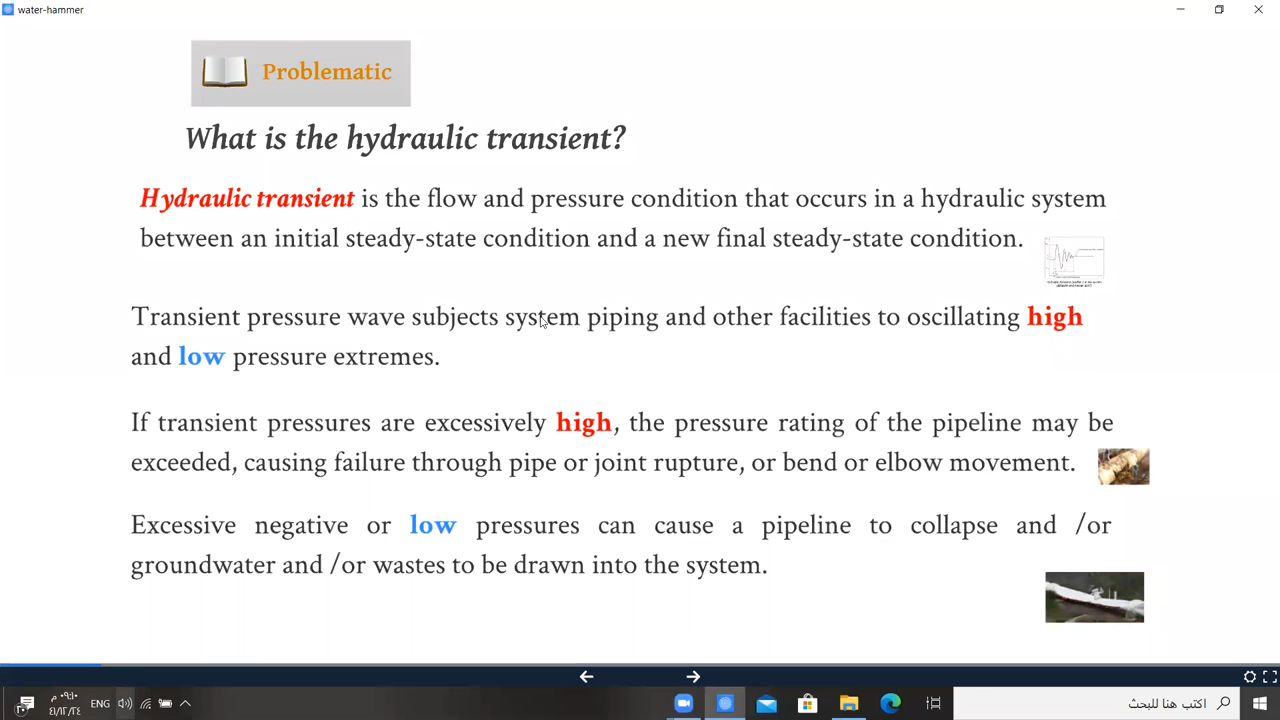 water-hammer
Problematic
What is the hydraulic transient?
Hydraulic transient is the flow and pressure condition that occurs in a hydraulic system
between an initial steady-state condition and a new final steady-state condition.
Transient pressure wave subjects system piping and other facilities to oscillating high
and low pressure extremes.
If transient pressures are excessively high, the pressure rating of the pipeline may be
exceeded, causing failure through pipe or joint rupture, or bend or elbow movement.
Excessive negative or low pressures can cause a pipeline to collapse and /or
groundwater and /or wastes to be drawn into the system.
ENG
اكتب هنا للبحث